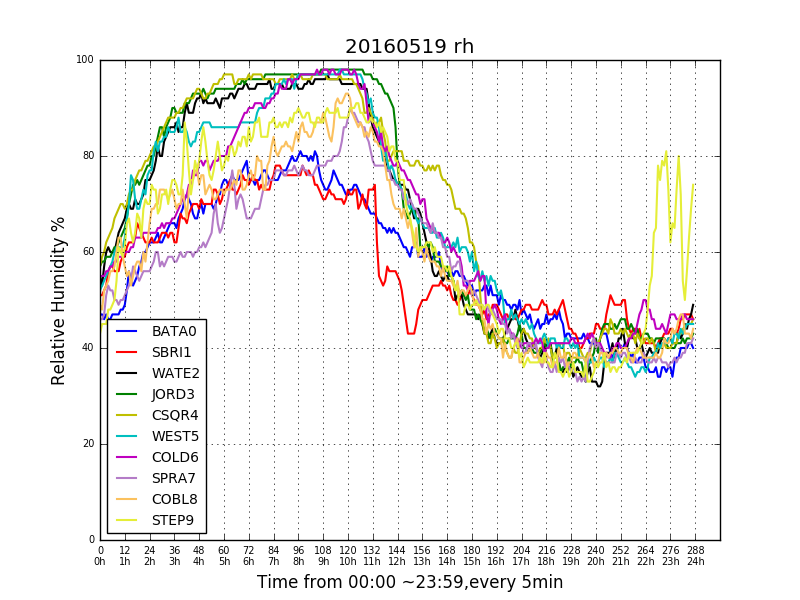 20160519 rh
100
80
60
40
20
0
Relative Humidity %
BATA0
SBRI1
WATE2
JORD3
CSQR4
WEST5
COLD6
SPRA7
COBL8
STEP9
0 12 24 36 48 60 72 84 96 108 120 132 144 156 168 180 192 204 216 228 240 252 264 276 288
0h 1h 2h 3h 4h 5h 6h 7h 8h 9h 10h 11h 12h 13h 14h 15h 16h 17h 18h 19h 20h 21h 22h 23h 24h
Time from 00:00 ~23:59,every 5min